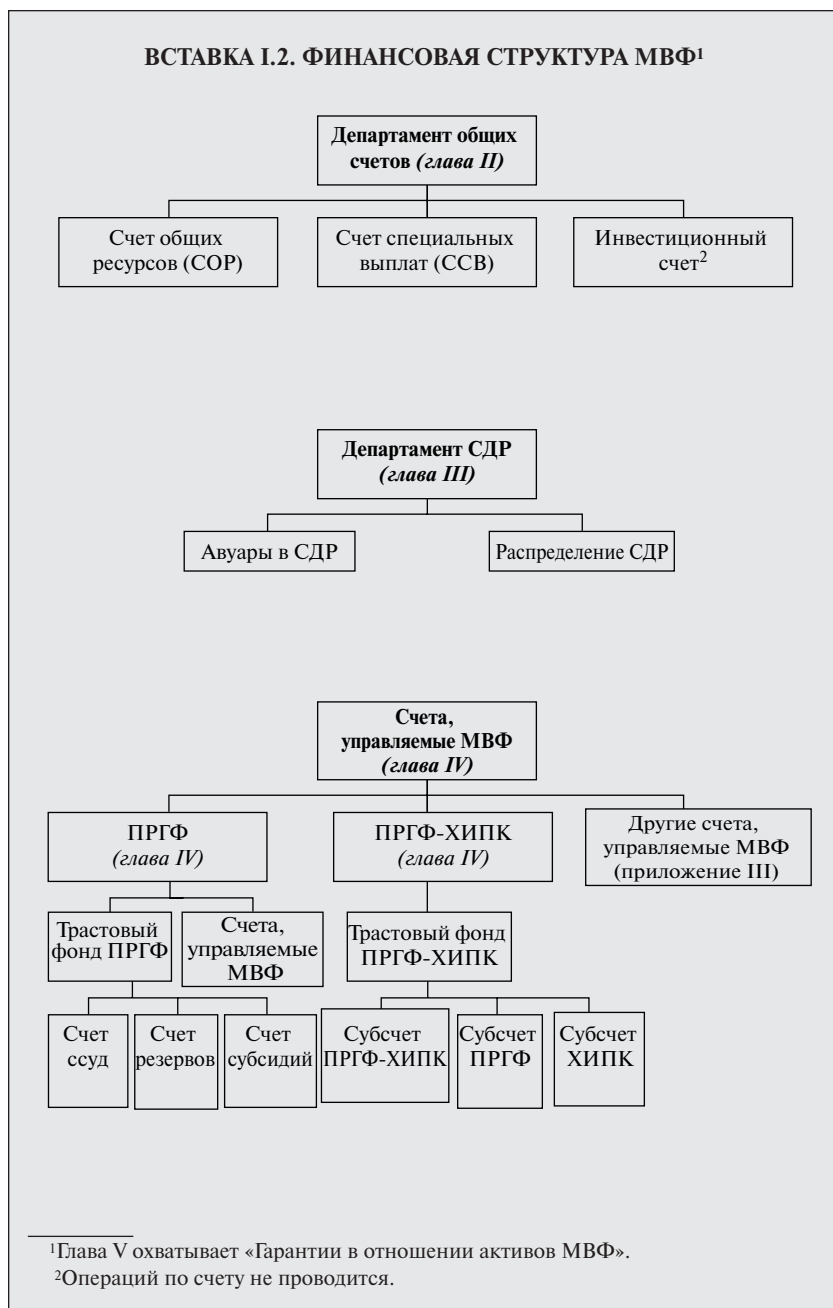 ВСТАВКА I.2. ФИНАНСОВАЯ СТРУКТУРА МВФ¹
Департамент общих
счетов (глава II)
Счет общих
ресурсов (СОР)
Счет специальных
выплат (ССВ)
Инвестиционный
счет²
Департамент СДР
(глава III)
Авуары в СДР
Распределение СДР
Счета,
управляемые МВФ
(глава IV)
ПРГФ
(глава IV)
ПРГФ-ХИПК
(глава IV)
Другие счета,
управляемые МВФ
(приложение III)
Трастовый
фонд ПРГФ
Счета,
управляемые
МВФ
Трастовый фонд
ПРГФ-ХИПК
Счет
ссуд
Счет
резервов
Счет
субсидий
Субсчет
ПРГФ-ХИПК
Субсчет
ПРГФ
Субсчет
ХИПК
¹Глава V охватывает «Гарантии в отношении активов МВФ».
²Операций по счету не проводится.